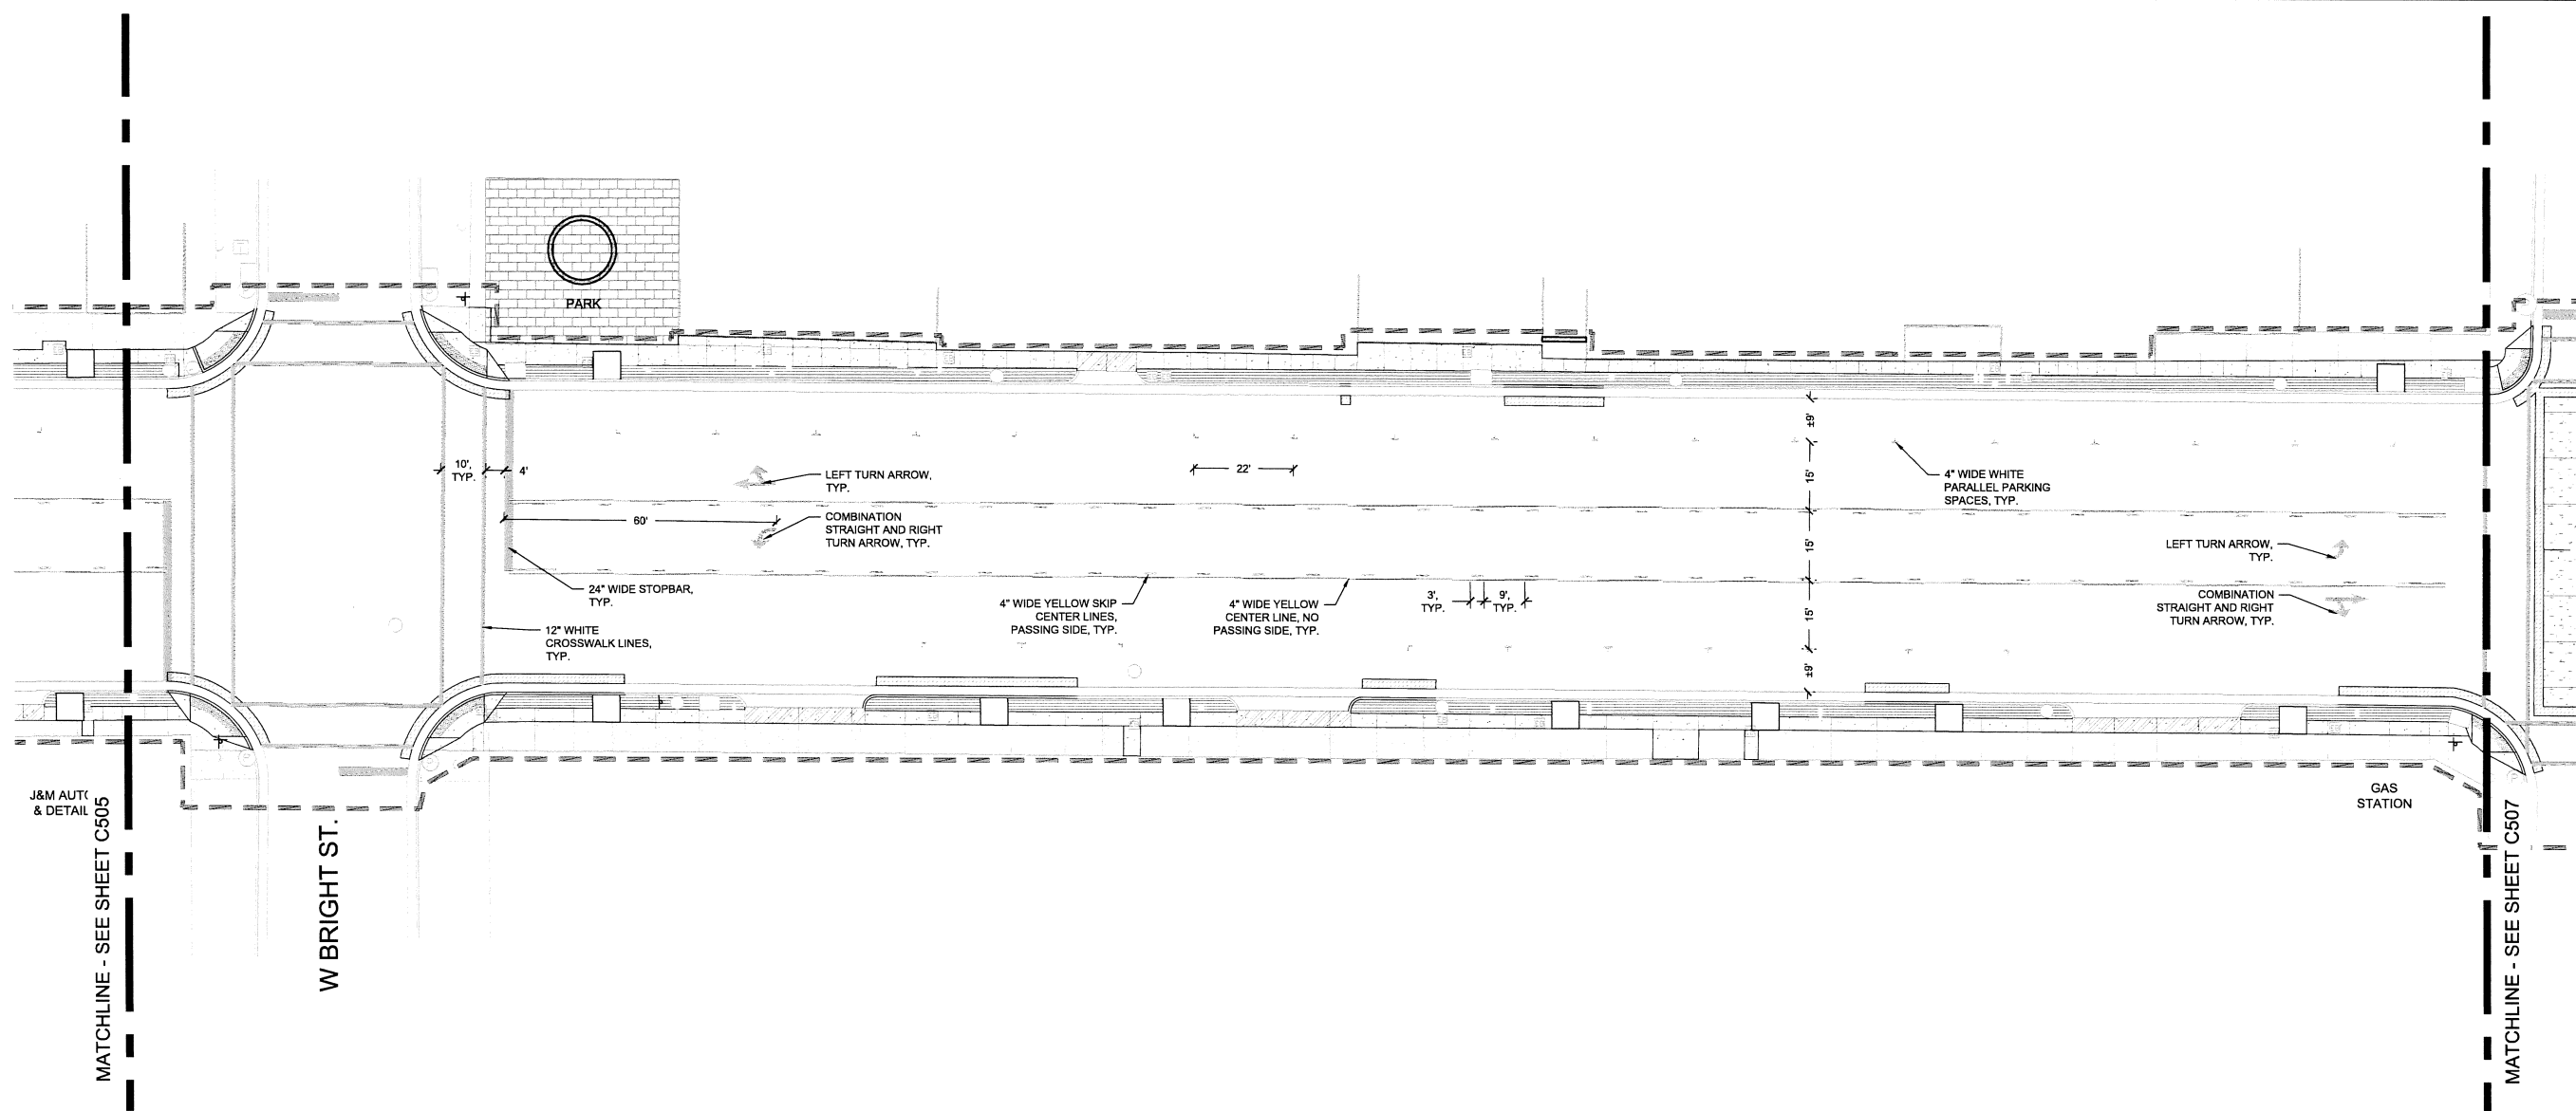 PARK
±9'
10',
TYP.
4'
LEFT TURN ARROW,
TYP.
22'
15'
4" WIDE WHITE
PARALLEL PARKING
SPACES, TYP.
60'
COMBINATION
STRAIGHT AND RIGHT
TURN ARROW, TYP.
15'
LEFT TURN ARROW,
TYP.
24" WIDE STOPBAR,
TYP.
4" WIDE YELLOW SKIP
CENTER LINES,
PASSING SIDE, TYP.
4" WIDE YELLOW
CENTER LINE, NO
PASSING SIDE, TYP.
3',
TYP.
9',
TYP.
15'
COMBINATION
STRAIGHT AND RIGHT
TURN ARROW, TYP.
12" WHITE
CROSSWALK LINES,
TYP.
±9'
J&M AUTO
& DETAIL
GAS
STATION
MATCHLINE - SEE SHEET C505
W BRIGHT ST.
MATCHLINE - SEE SHEET C507